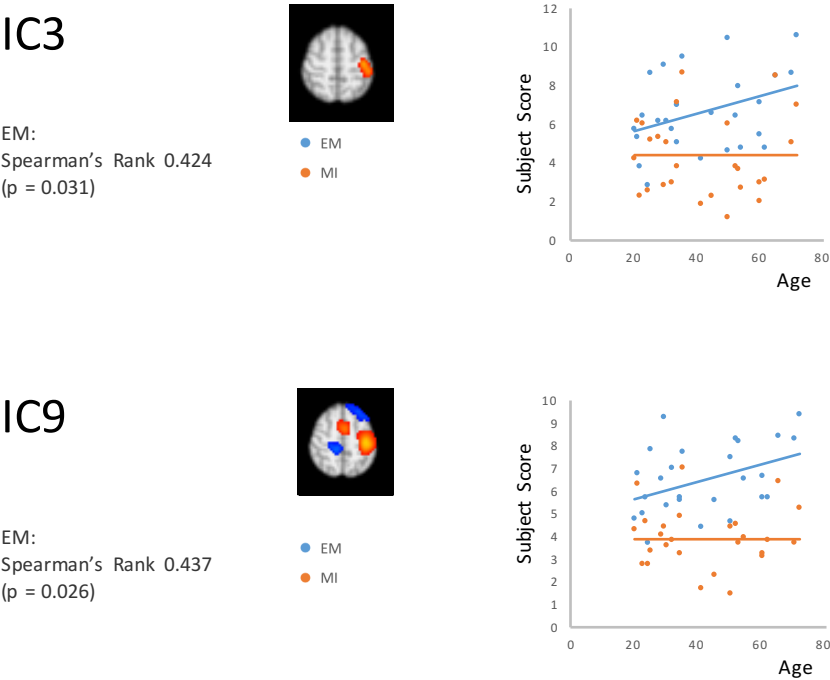 IC3
EM:
Spearman's Rank 0.424
(p = 0.031)
EM
MI
Subject Score
12
10
8
6
4
2
0
0 20 40 60 80
Age
IC9
EM:
Spearman's Rank 0.437
(p = 0.026)
EM
MI
Subject Score
10
9
8
7
6
5
4
3
2
1
0
0 20 40 60 80
Age